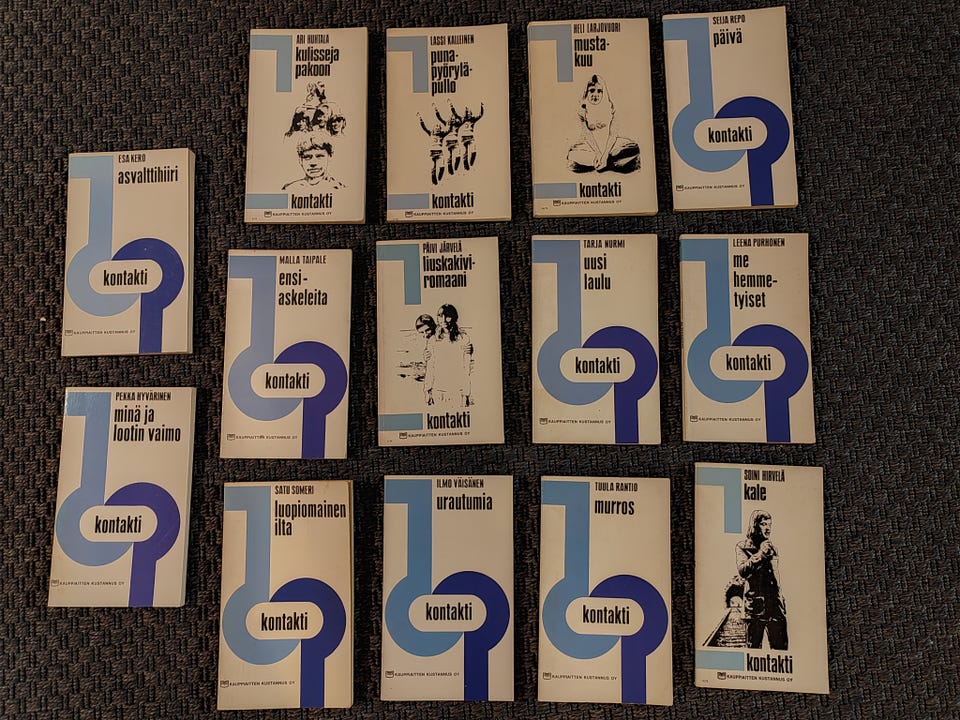 ESA KERO
asvalttihiiri
kontakti
KAUPPIAITTEN KUSTANNUS OY
PEKKA HYVÄRINEN
minä ja
lootin vaimo
kontakti
KAUPPIAITTEN KUSTANNUS OY
ARI HUHTALA
kulisseja
pakoon
kontakti
KAUPPIAITTEN KUSTANNUS OY
LASSI KALLEINEN
puna-
pyörylä-
pullo
kontakti
KAUPPIAITTEN KUSTANNUS OY
HELI LARJOVUORI
musta-
kuu
kontakti
KAUPPIAITTEN KUSTANNUS OY
SEIJA REPO
päivä
kontakti
KAUPPIAITTEN KUSTANNUS OY
MALLA TAIPALE
ensi-
askeleita
kontakti
KAUPPIAITTEN KUSTANNUS OY
PÄIVI JÄRVELÄ
liuskakivi-
romaani
kontakti
KAUPPIAITTEN KUSTANNUS OY
TARJA NURMI
uusi
laulu
kontakti
KAUPPIAITTEN KUSTANNUS OY
LEENA PURHONEN
me
hemme-
tyiset
kontakti
KAUPPIAITTEN KUSTANNUS OY
SATU SOMERI
luopiomainen
ilta
kontakti
KAUPPIAITTEN KUSTANNUS OY
ILMO VÄISÄNEN
urautumia
kontakti
KAUPPIAITTEN KUSTANNUS OY
TUULA RANTIO
murros
kontakti
KAUPPIAITTEN KUSTANNUS OY
SOINI HIRVELÄ
kale
kontakti
KAUPPIAITTEN KUSTANNUS OY